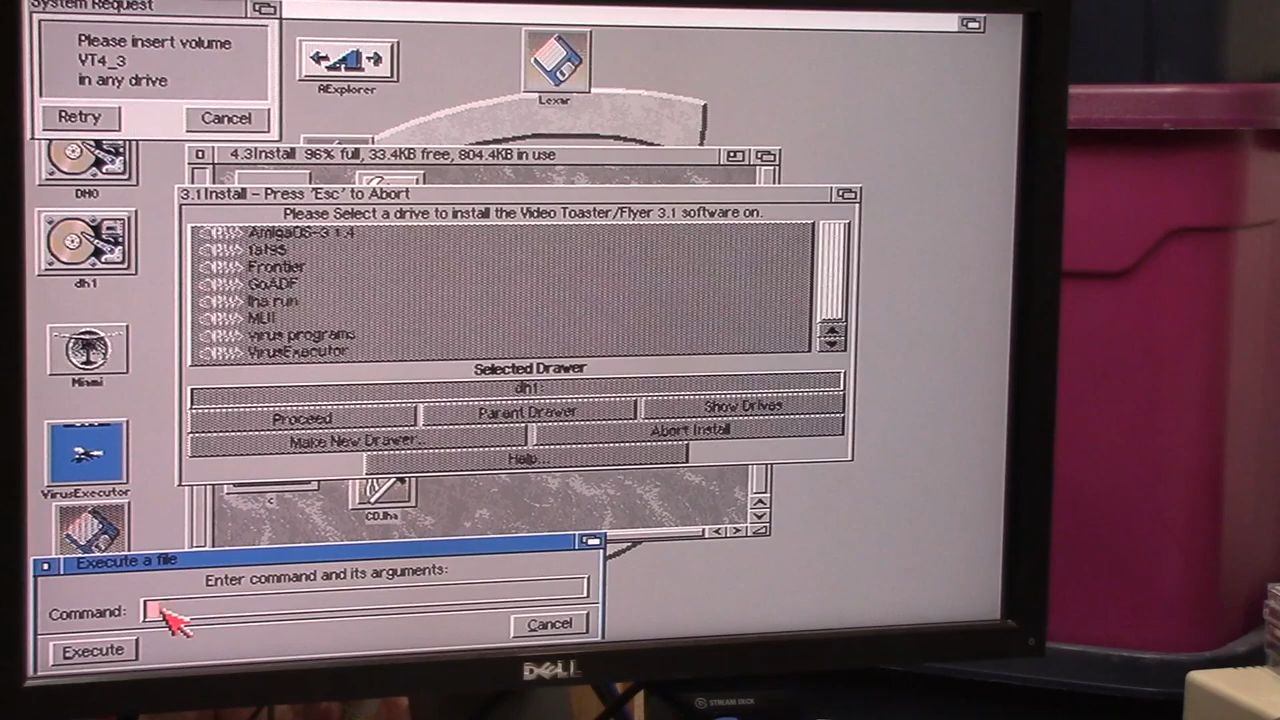 System Request
Please insert volume
VT4_3
in any drive
Retry
Cancel
AExplorer
Lexar
DH0
dh1
Miami
VirusExecutor
4.3Install 96% full, 33.4KB free, 804.4KB in use
3.1Install - Press 'Esc' to Abort
Please Select a drive to install the Video Toaster/Flyer 3.1 software on.
AmigaOS-3.1.4
Frontier
GoADF
lha run
virus programs
VirusExecutor
Selected Drawer
dh1:
Proceed
Parent Drawer
Show Drives
Make New Drawer..
Abort Install
Help...
c
CDJha
Execute a file
Enter command and its arguments:
Command:
Execute
Cancel
DELL
STREAM DECK